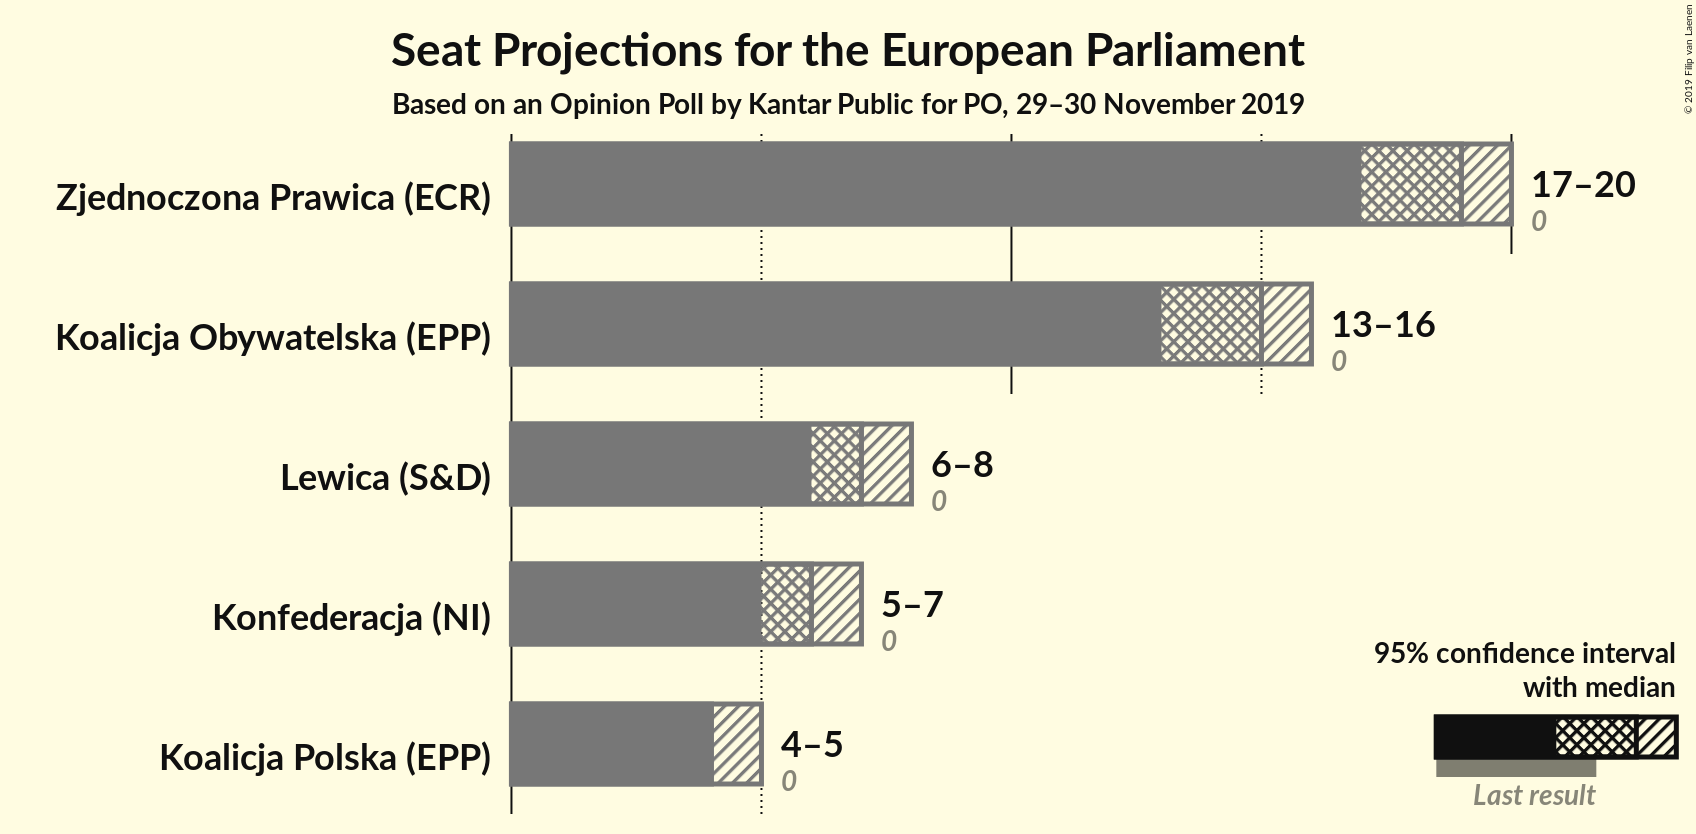 Seat Projections for the European Parliament
Based on an Opinion Poll by Kantar Public for PO, 29–30 November 2019
© 2019 Filip van Laenen
Zjednoczona Prawica (ECR)
17–20
0
Koalicja Obywatelska (EPP)
13–16
0
Lewica (S&D)
6–8
0
Konfederacja (NI)
5–7
0
Koalicja Polska (EPP)
4–5
0
95% confidence interval
with median
Last result